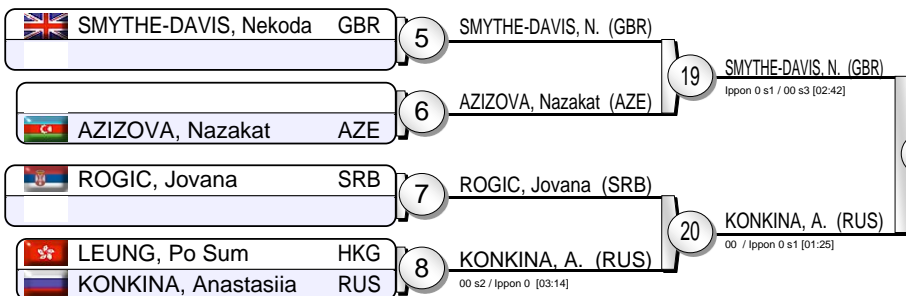 SMYTHE-DAVIS, Nekoda GBR
5
SMYTHE-DAVIS, N. (GBR)
19
SMYTHE-DAVIS, N. (GBR)
Ippon 0 s1 / 00 s3 [02:42]
6
AZIZOVA, Nazakat (AZE)
AZIZOVA, Nazakat AZE
ROGIC, Jovana SRB
7
ROGIC, Jovana (SRB)
20
KONKINA, A. (RUS)
00 / Ippon 0 s1 [01:25]
LEUNG, Po Sum HKG
8
KONKINA, A. (RUS)
00 s2 / Ippon 0 [03:14]
KONKINA, Anastasiia RUS